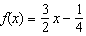 f(x) = 3/2 x − 1/4